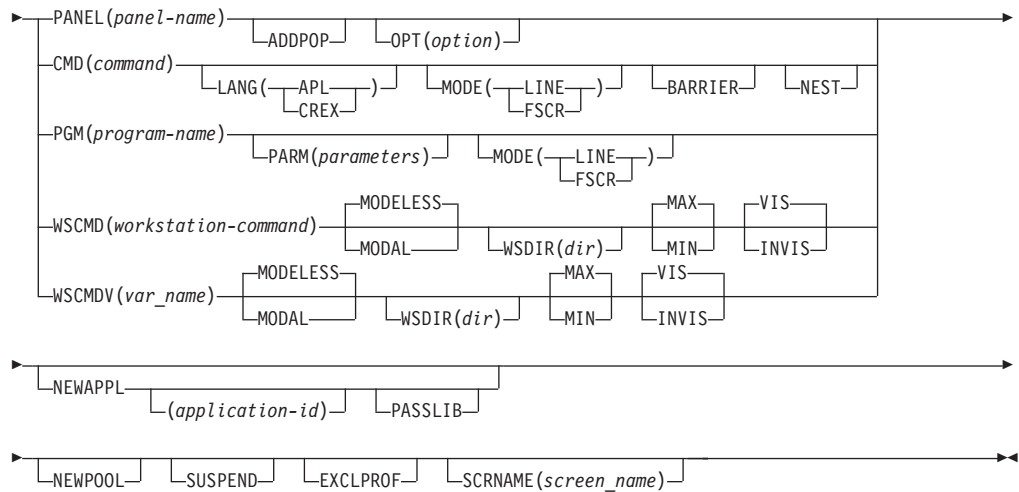 PANEL(panel-name)
ADDPOP OPT(option)
CMD(command)
LANG( APL ) MODE( LINE ) BARRIER NEST
CREX FSCR
PGM(program-name)
PARM(parameters) MODE( LINE )
FSCR
MODELESS MAX VIS
WSCMD(workstation-command)
MODAL WSDIR(dir) MIN INVIS
MODELESS MAX VIS
WSCMDV(var_name)
MODAL WSDIR(dir) MIN INVIS
NEWAPPL
(application-id) PASSLIB
NEWPOOL SUSPEND EXCLPROF SCRNAME(screen_name)